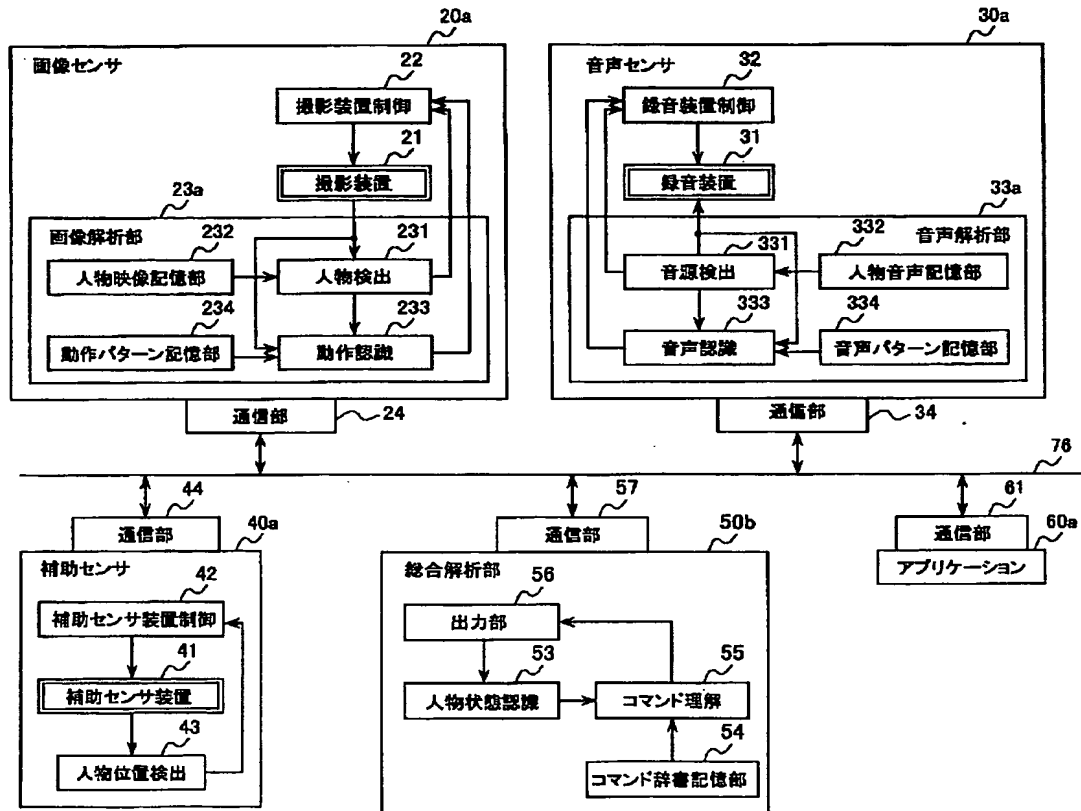 20a
画像センサ
22
撮影装置制御
21
撮影装置
23a
画像解析部
232
231
人物映像記憶部
人物検出
234
233
動作パターン記憶部
動作認識
通信部
24
30a
音声センサ
32
録音装置制御
31
録音装置
33a
音声解析部
331
332
音源検出
人物音声記憶部
333
334
音声認識
音声パターン記憶部
通信部
34
76
44
通信部
40a
補助センサ
42
補助センサ装置制御
41
補助センサ装置
43
人物位置検出
57
通信部
50b
総合解析部
56
出力部
53
55
人物状態認識
コマンド理解
54
コマンド辞書記憶部
61
通信部
60a
アプリケーション